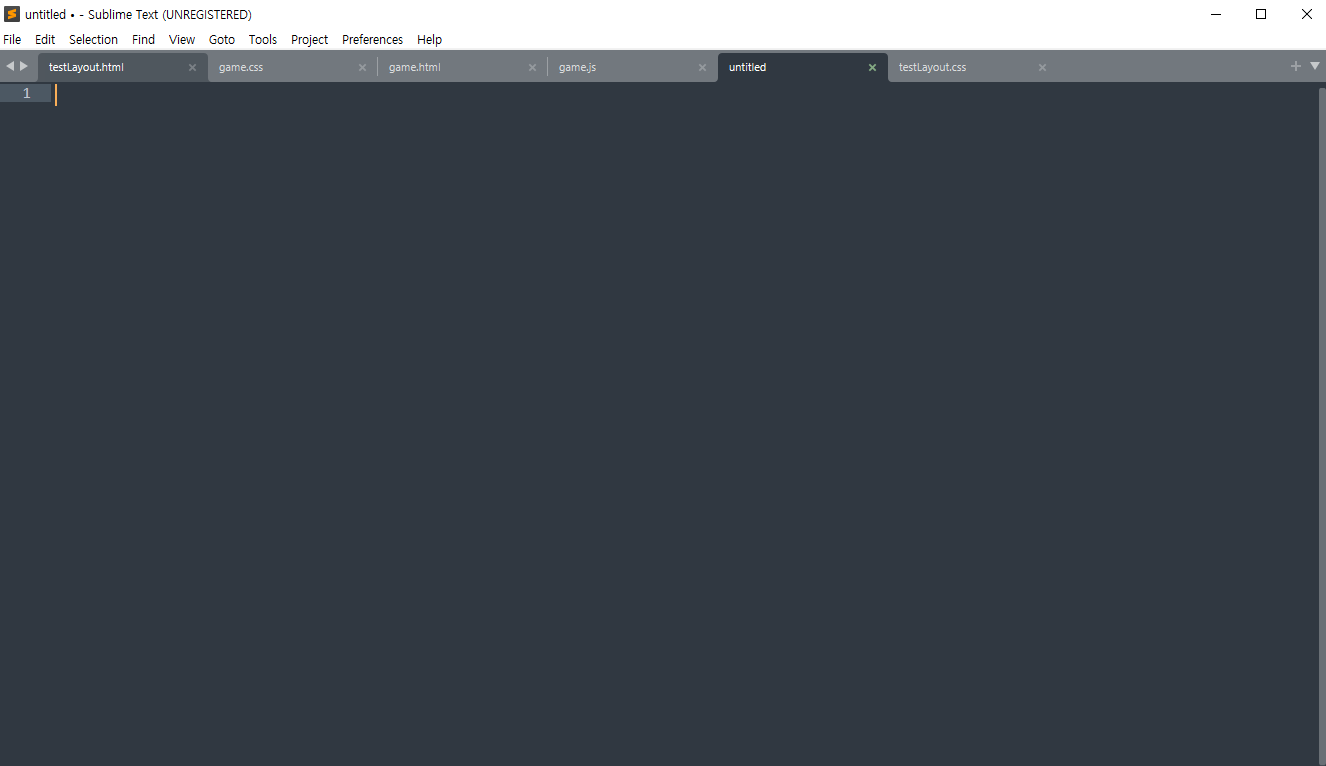 untitled • - Sublime Text (UNREGISTERED)
File Edit Selection Find View Goto Tools Project Preferences Help
testLayout.html game.css game.html game.js untitled testLayout.css
1